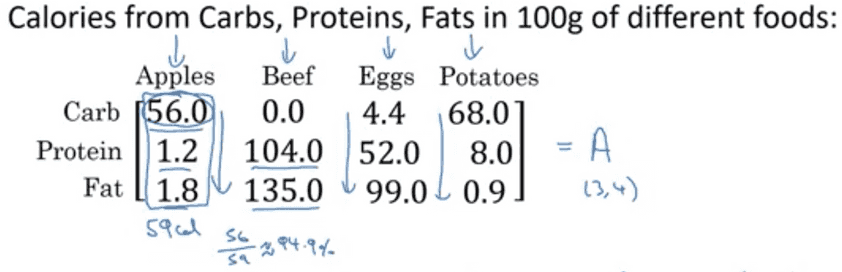 Calories from Carbs, Proteins, Fats in 100g of different foods:
Apples Beef Eggs Potatoes
Carb 56.0 0.0 4.4 68.0
Protein 1.2 104.0 52.0 8.0 = A
Fat 1.8 135.0 99.0 0.9 (3,4)
59cal 56/59 ≈ 94.9%